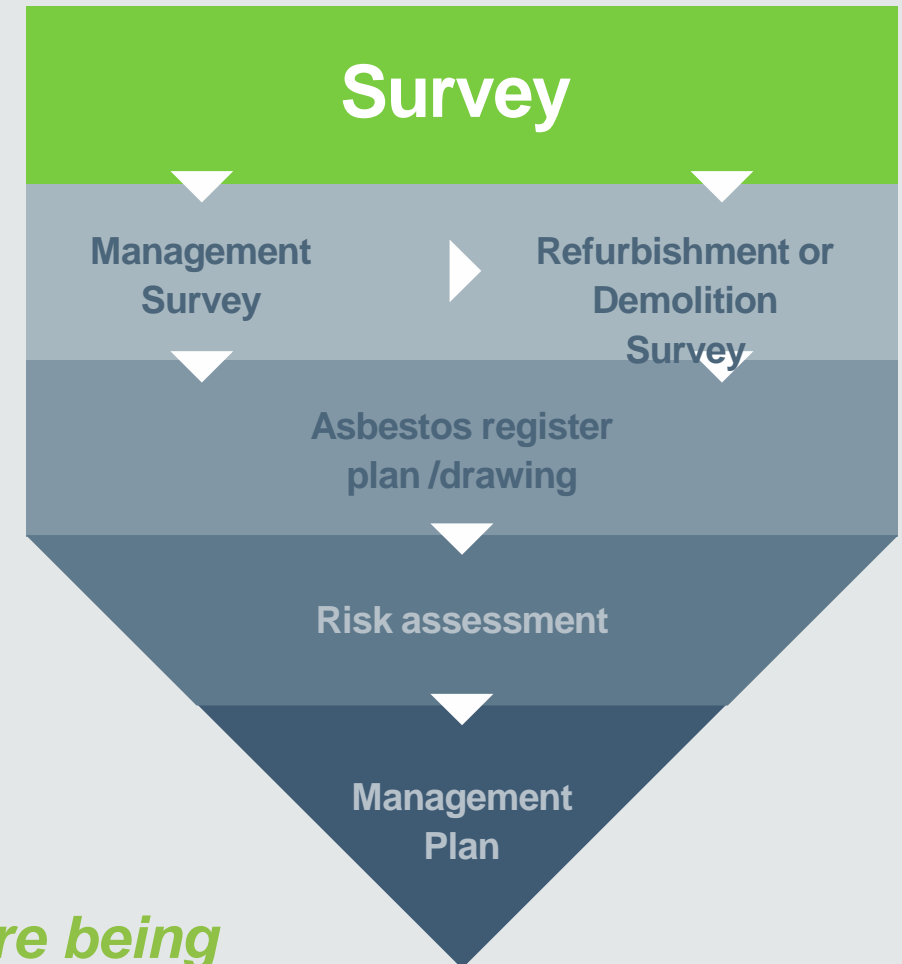 Survey
Management
Survey
Refurbishment or
Demolition
Survey
Asbestos register
plan /drawing
Risk assessment
Management
Plan
re being